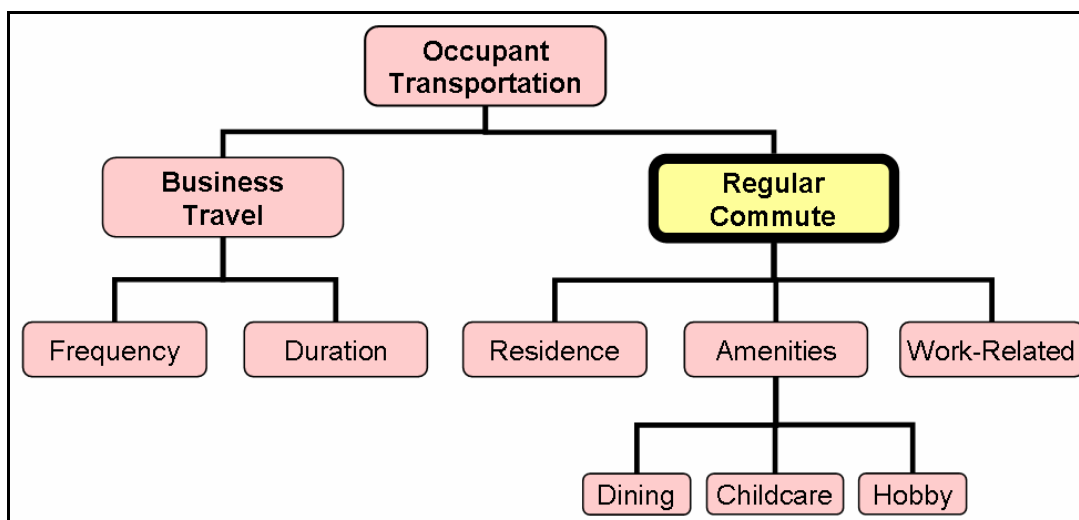 Occupant
Transportation
Business
Travel
Regular
Commute
Frequency
Duration
Residence
Amenities
Work-Related
Dining
Childcare
Hobby